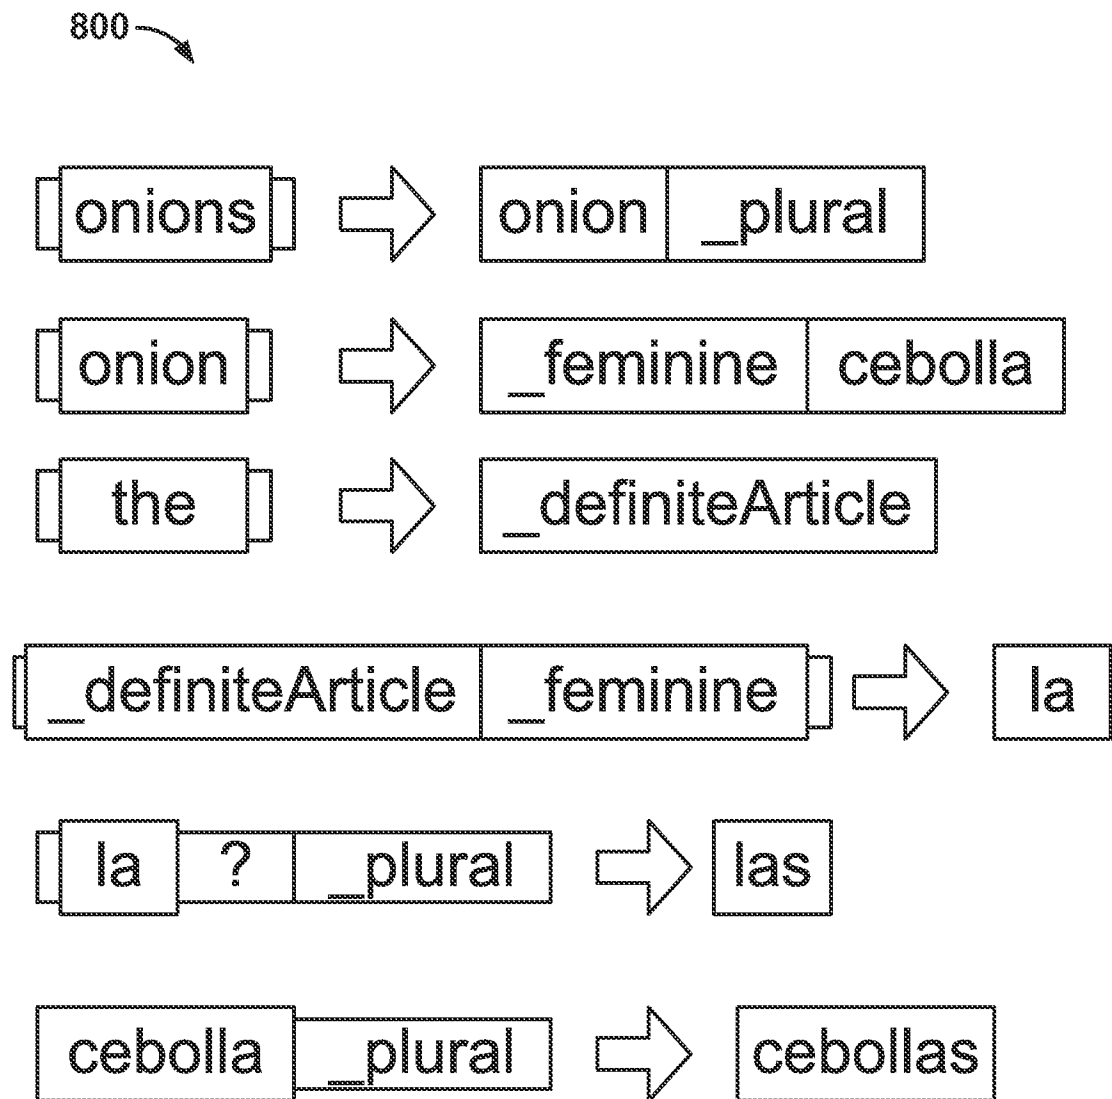 800
onions onion _plural
onion _feminine cebolla
the _definiteArticle
_definiteArticle _feminine la
la ? _plural las
cebolla _plural cebollas